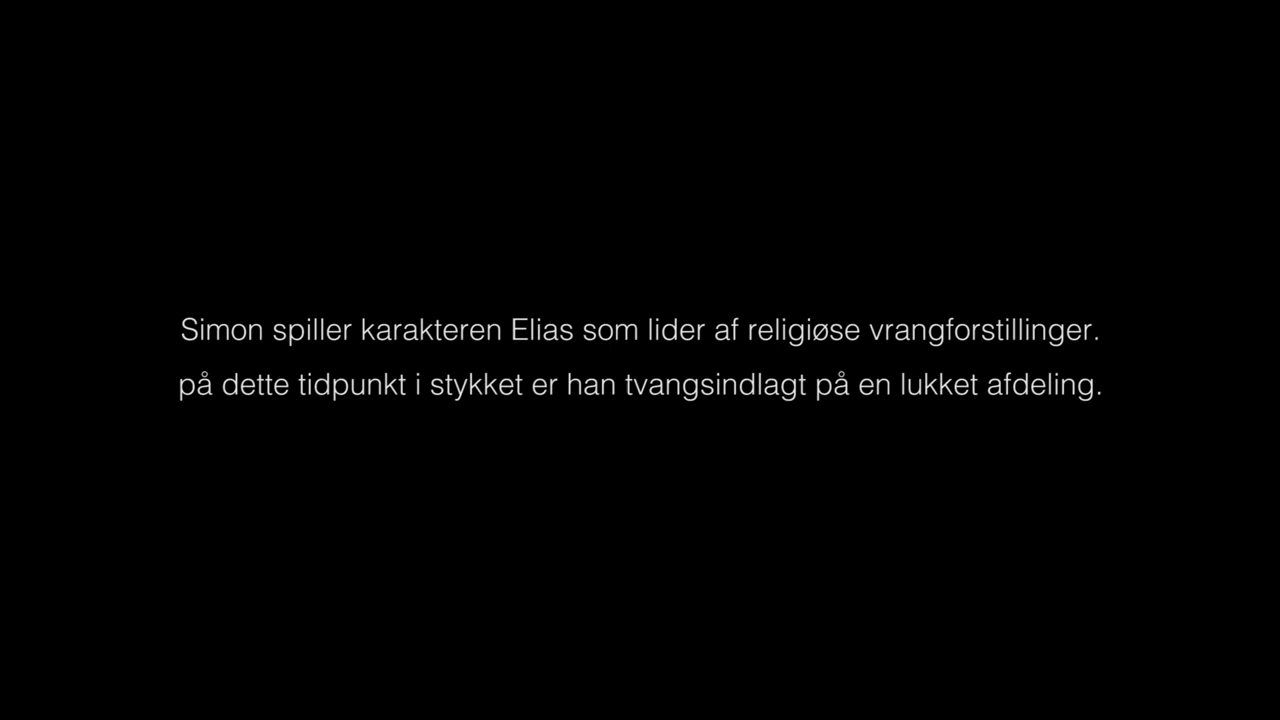 Simon spiller karakteren Elias som lider af religiøse vrangforstillinger.
på dette tidpunkt i stykket er han tvangsindlagt på en lukket afdeling.